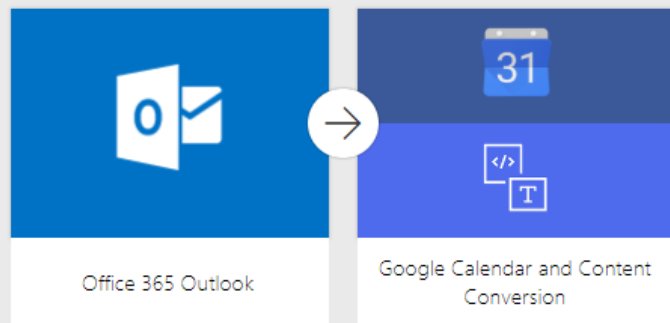 O
31
</>
T
Office 365 Outlook
Google Calendar and Content
Conversion